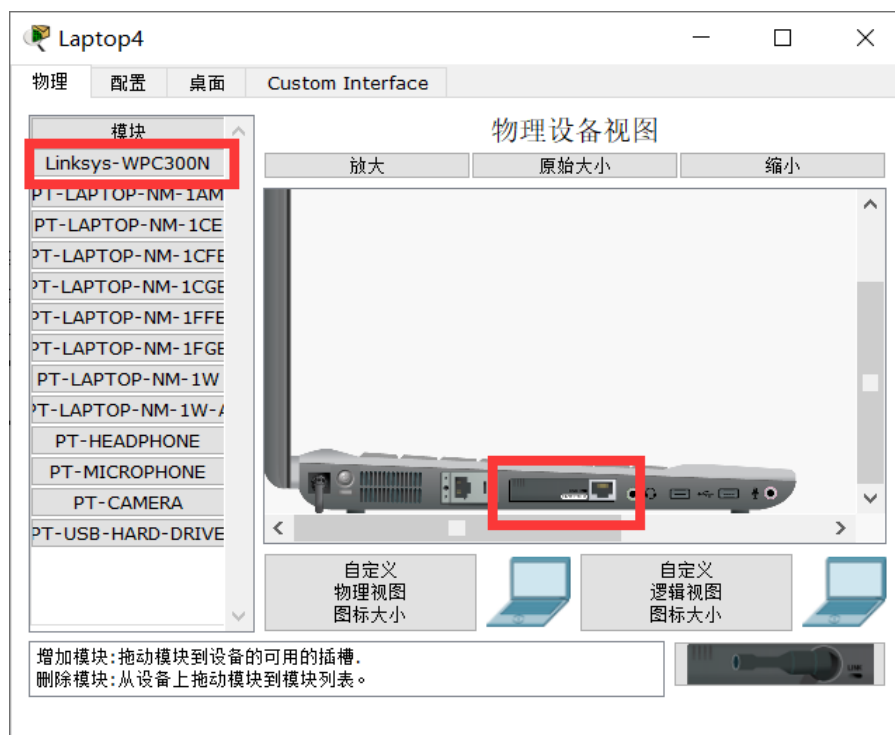 Laptop4
物理 配置 桌面 Custom Interface
模块
物理设备视图
Linksys-WPC300N
放大 原始大小 缩小
PT-LAPTOP-NM-1AM
PT-LAPTOP-NM-1CE
PT-LAPTOP-NM-1CFE
PT-LAPTOP-NM-1CGE
PT-LAPTOP-NM-1FFE
PT-LAPTOP-NM-1FGE
PT-LAPTOP-NM-1W
PT-LAPTOP-NM-1W-A
PT-HEADPHONE
PT-MICROPHONE
PT-CAMERA
PT-USB-HARD-DRIVE
自定义
物理视图
图标大小
自定义
逻辑视图
图标大小
增加模块:拖动模块到设备的可用的插槽.
删除模块:从设备上拖动模块到模块列表。
LINK